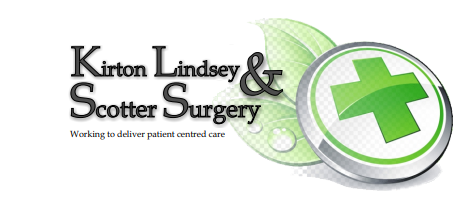 Kirton Lindsey &
Scotter Surgery
Working to deliver patient centred care